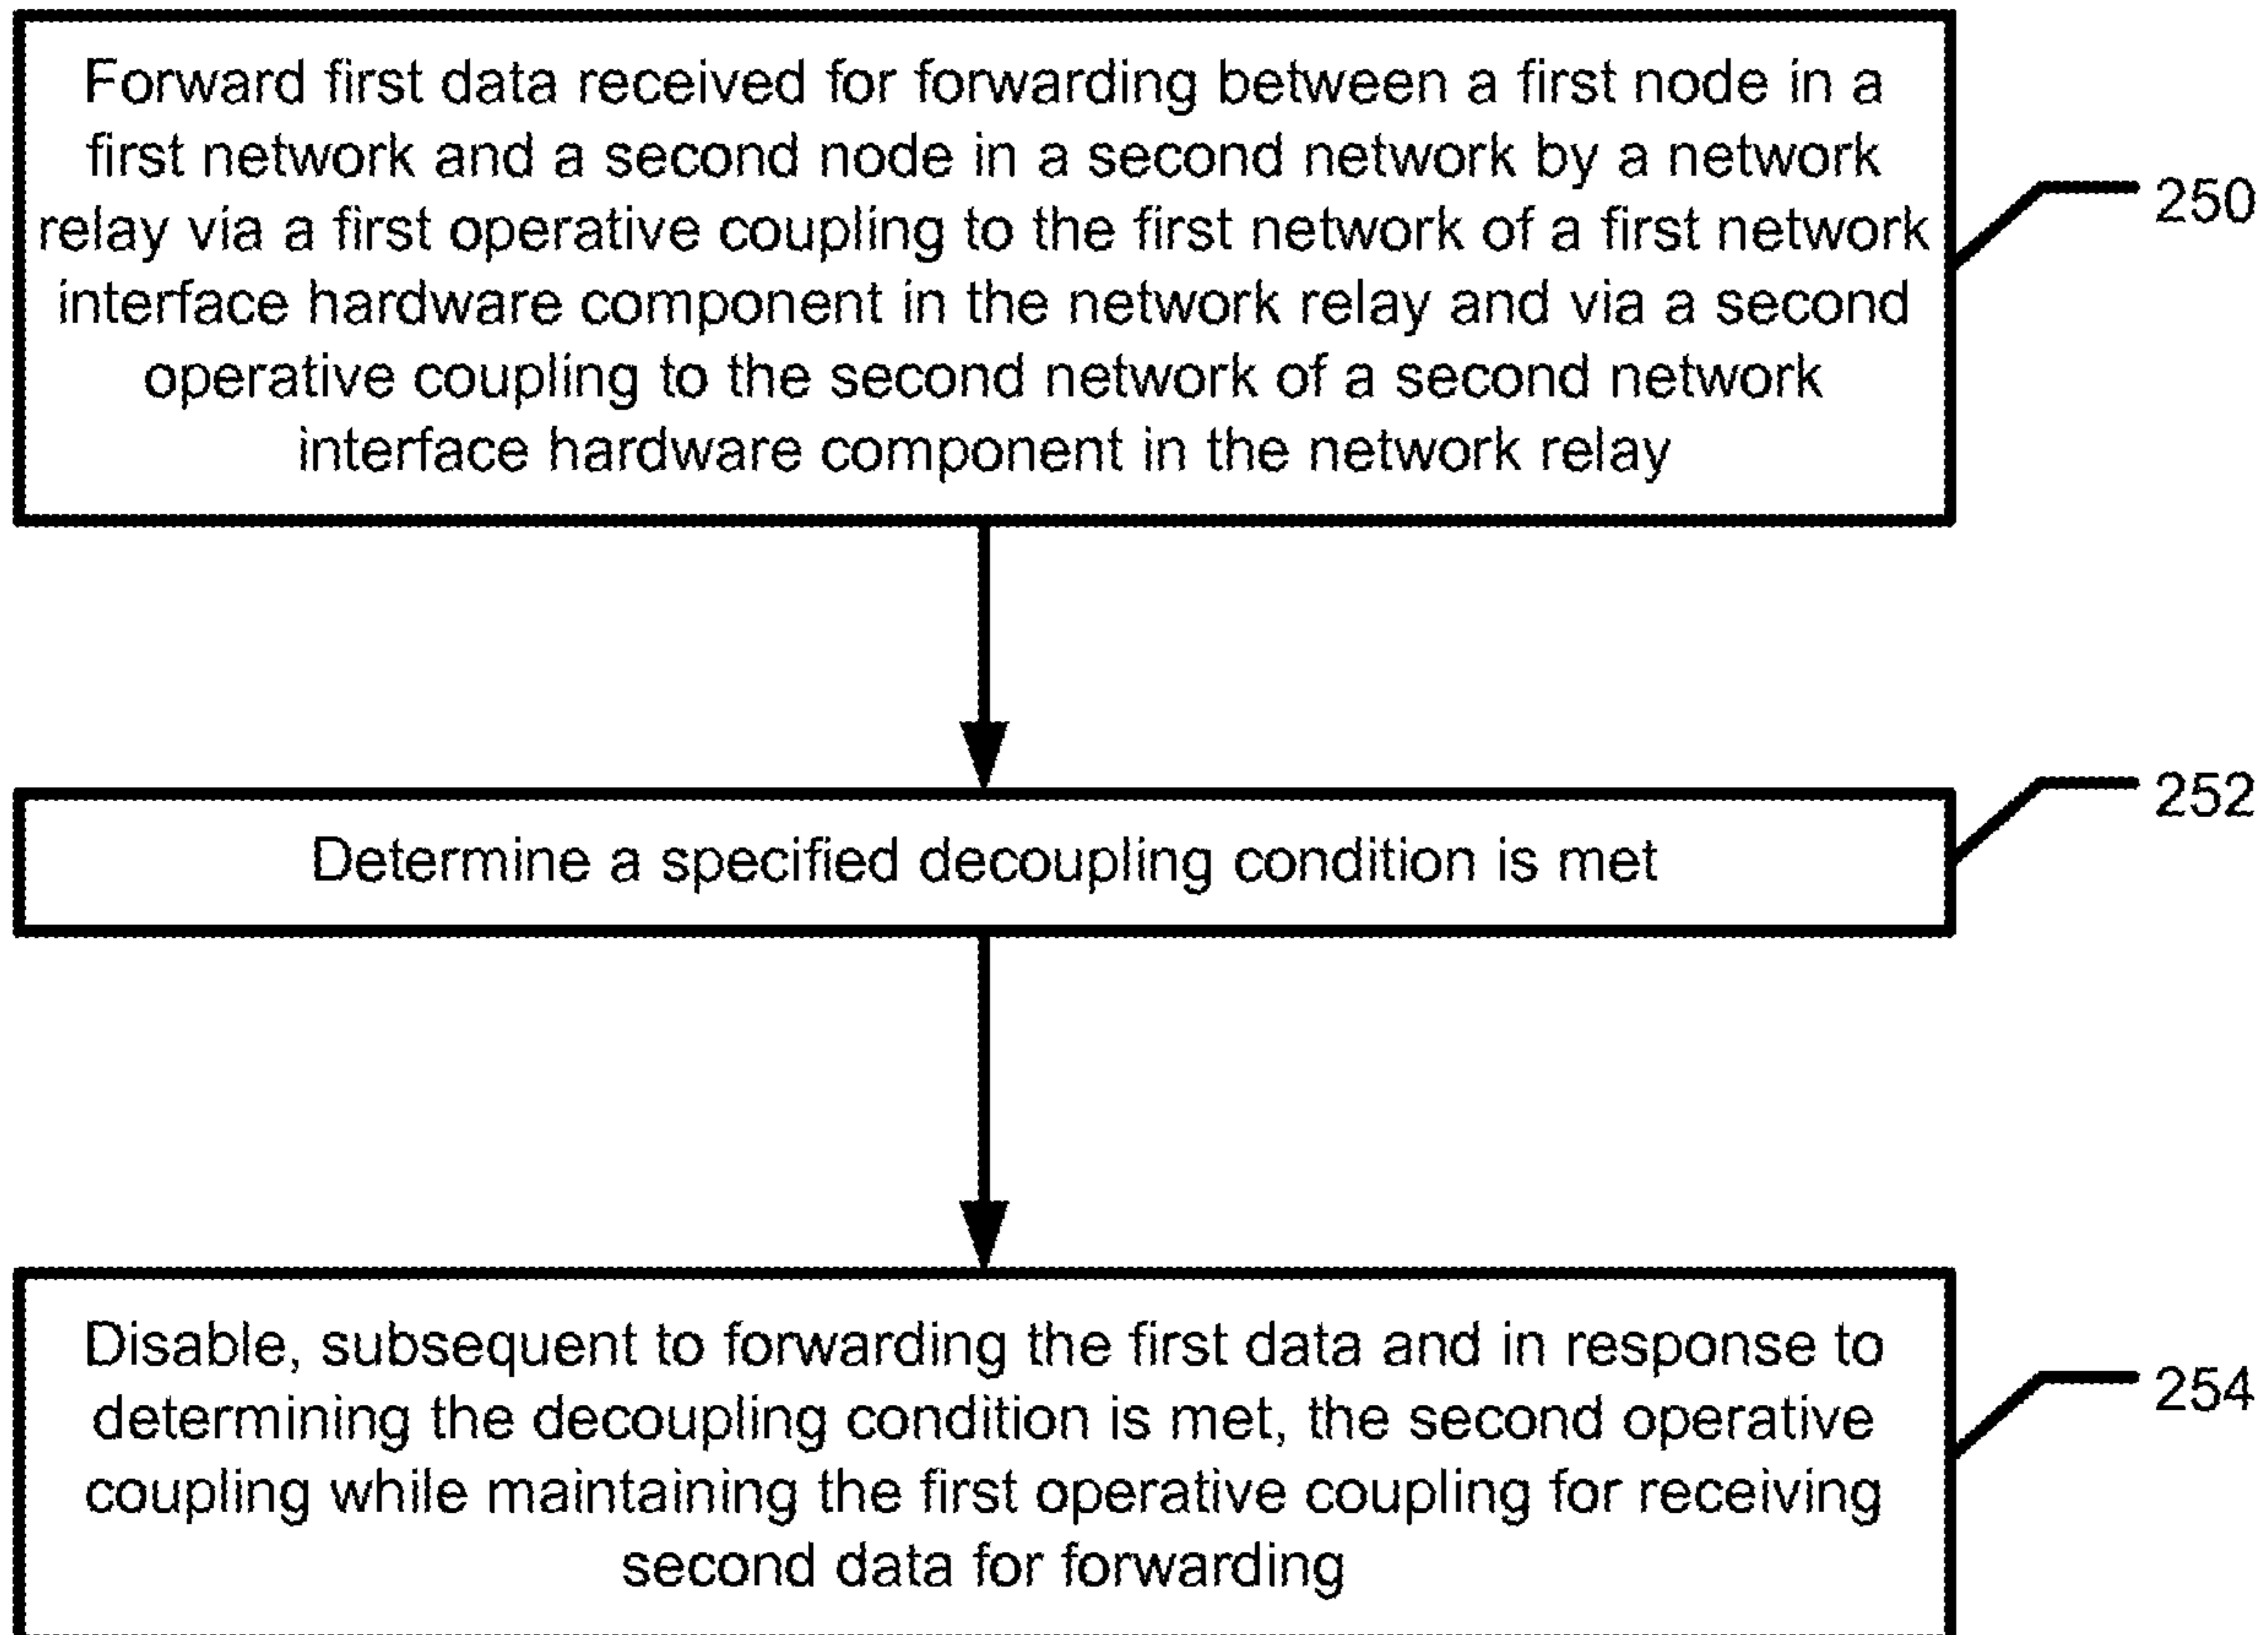 Forward first data received for forwarding between a first node in a
first network and a second node in a second network by a network
relay via a first operative coupling to the first network of a first network
interface hardware component in the network relay and via a second
operative coupling to the second network of a second network
interface hardware component in the network relay
250
Determine a specified decoupling condition is met
252
Disable, subsequent to forwarding the first data and in response to
determining the decoupling condition is met, the second operative
coupling while maintaining the first operative coupling for receiving
second data for forwarding
254